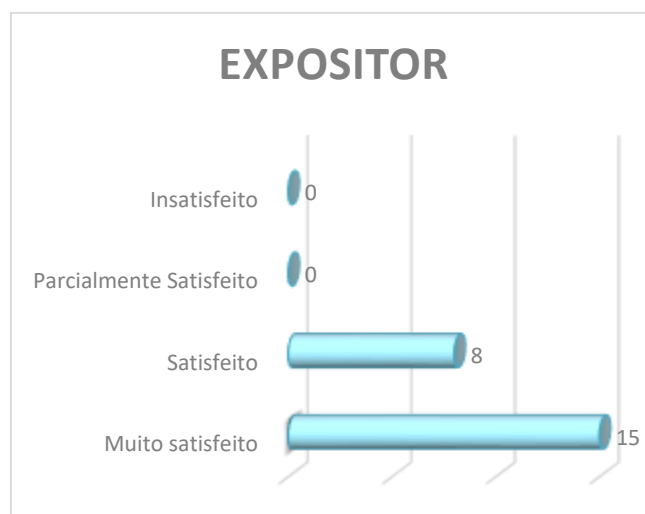 EXPOSITOR
Insatisfeito 0
Parcialmente Satisfeito 0
Satisfeito 8
Muito satisfeito 15